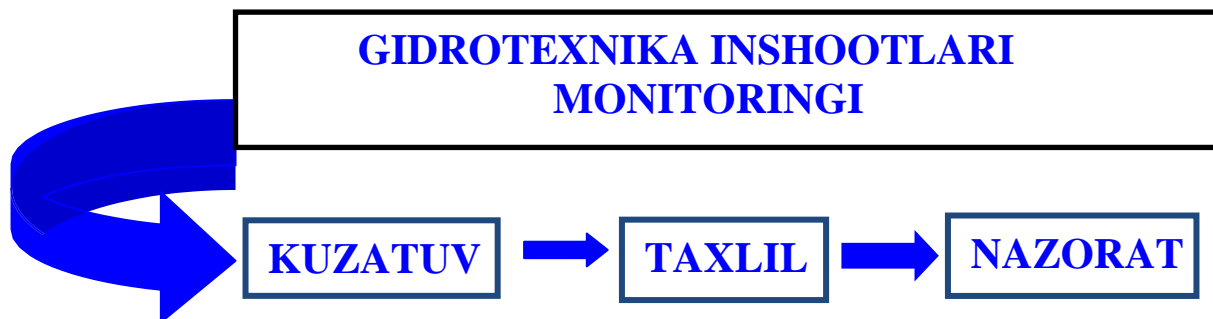 GIDROTEXNIKA INSHOOTLARI
MONITORINGI
KUZATUV
TAXLIL
NAZORAT